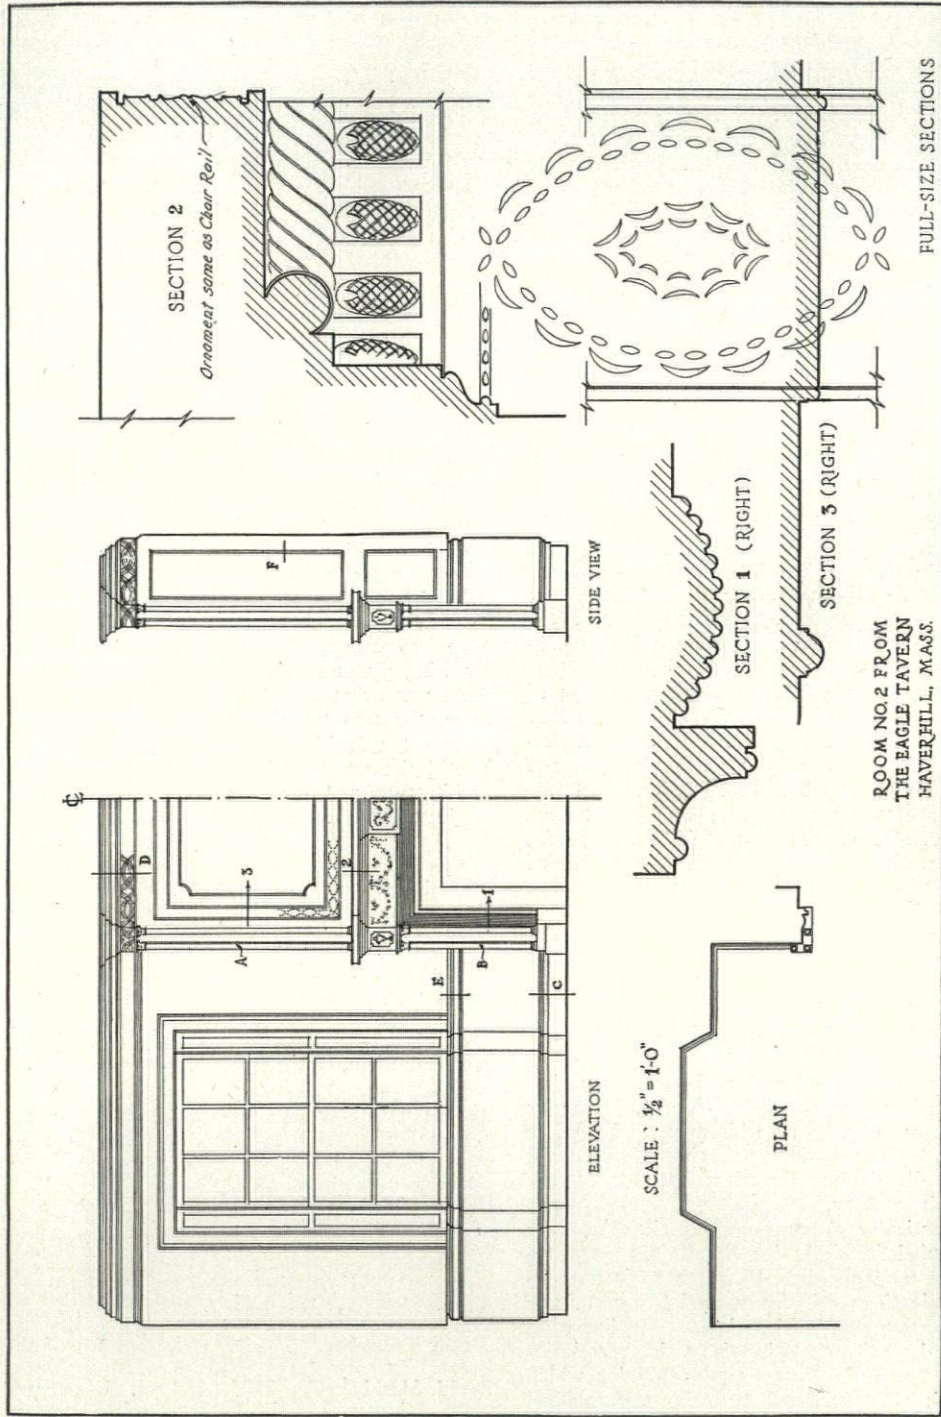 ℄
D
3
2
A
1
B
E
C
ELEVATION
F
SIDE VIEW
SECTION 2
Ornament same as Chair Rail
SCALE : ½" = 1'-0"
PLAN
SECTION 1 (RIGHT)
SECTION 3 (RIGHT)
ROOM NO. 2 FROM
THE EAGLE TAVERN
HAVERHILL, MASS.
FULL-SIZE SECTIONS